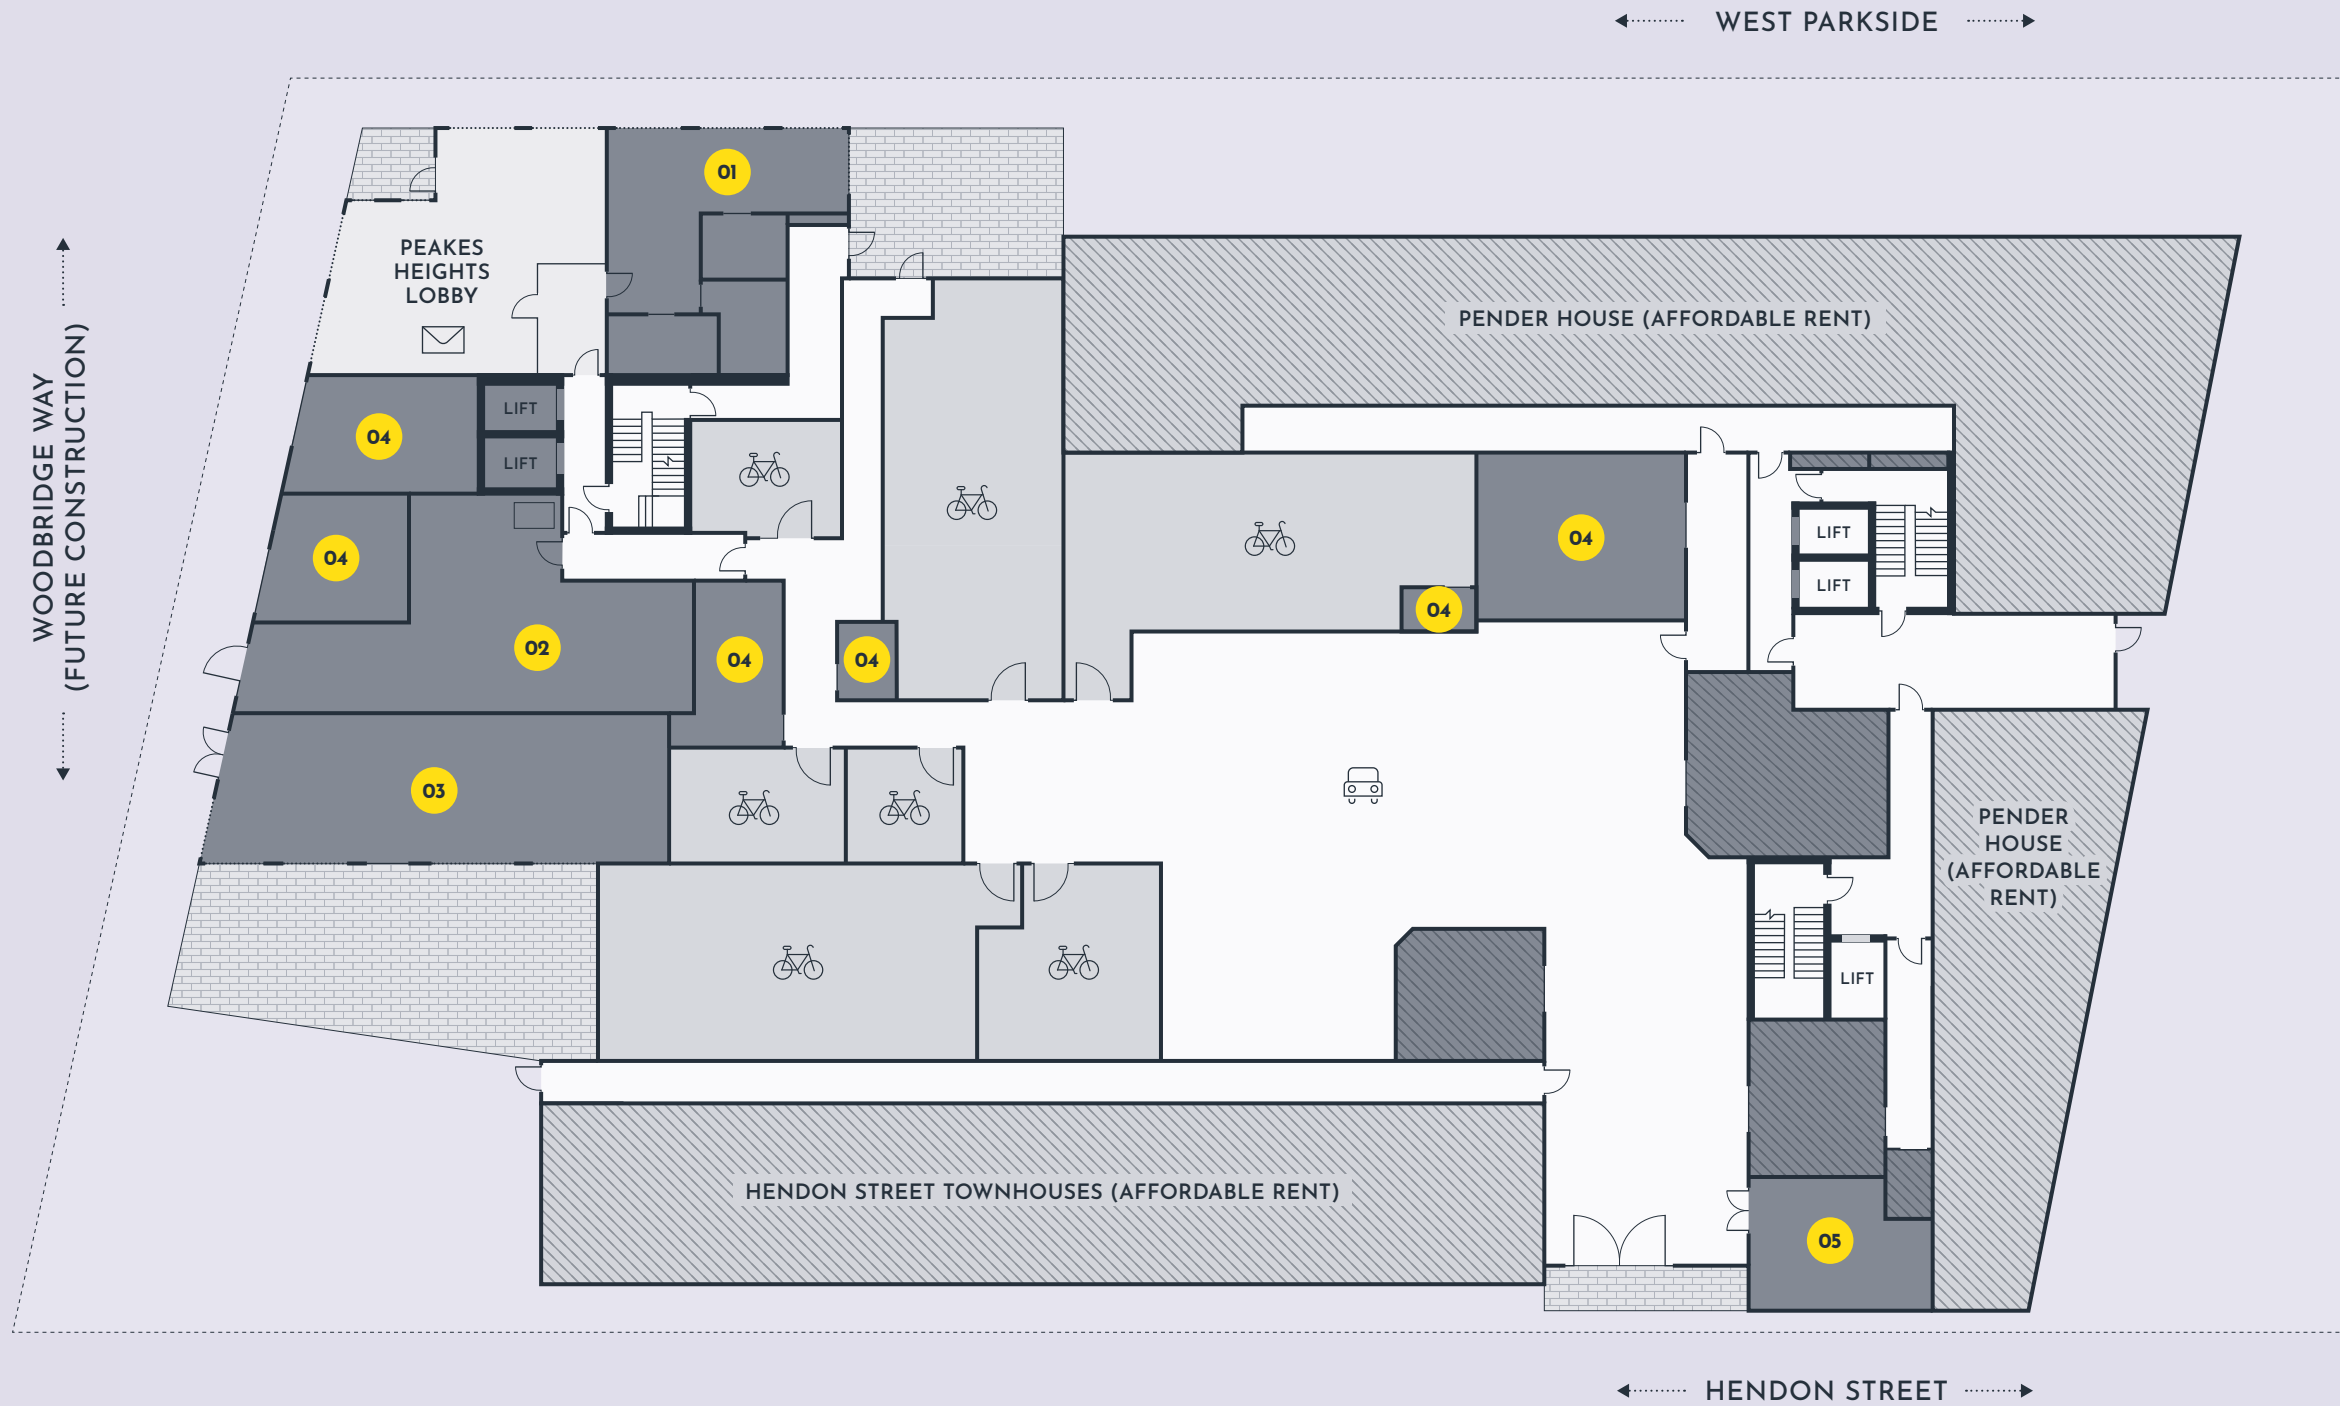 WEST PARKSIDE
01
PEAKES
HEIGHTS
LOBBY
PENDER HOUSE (AFFORDABLE RENT)
WOODBRIDGE WAY
(FUTURE CONSTRUCTION)
LIFT
04
LIFT
LIFT
04
04
LIFT
04
02
04
04
03
PENDER
HOUSE
(AFFORDABLE
RENT)
LIFT
HENDON STREET TOWNHOUSES (AFFORDABLE RENT)
05
HENDON STREET